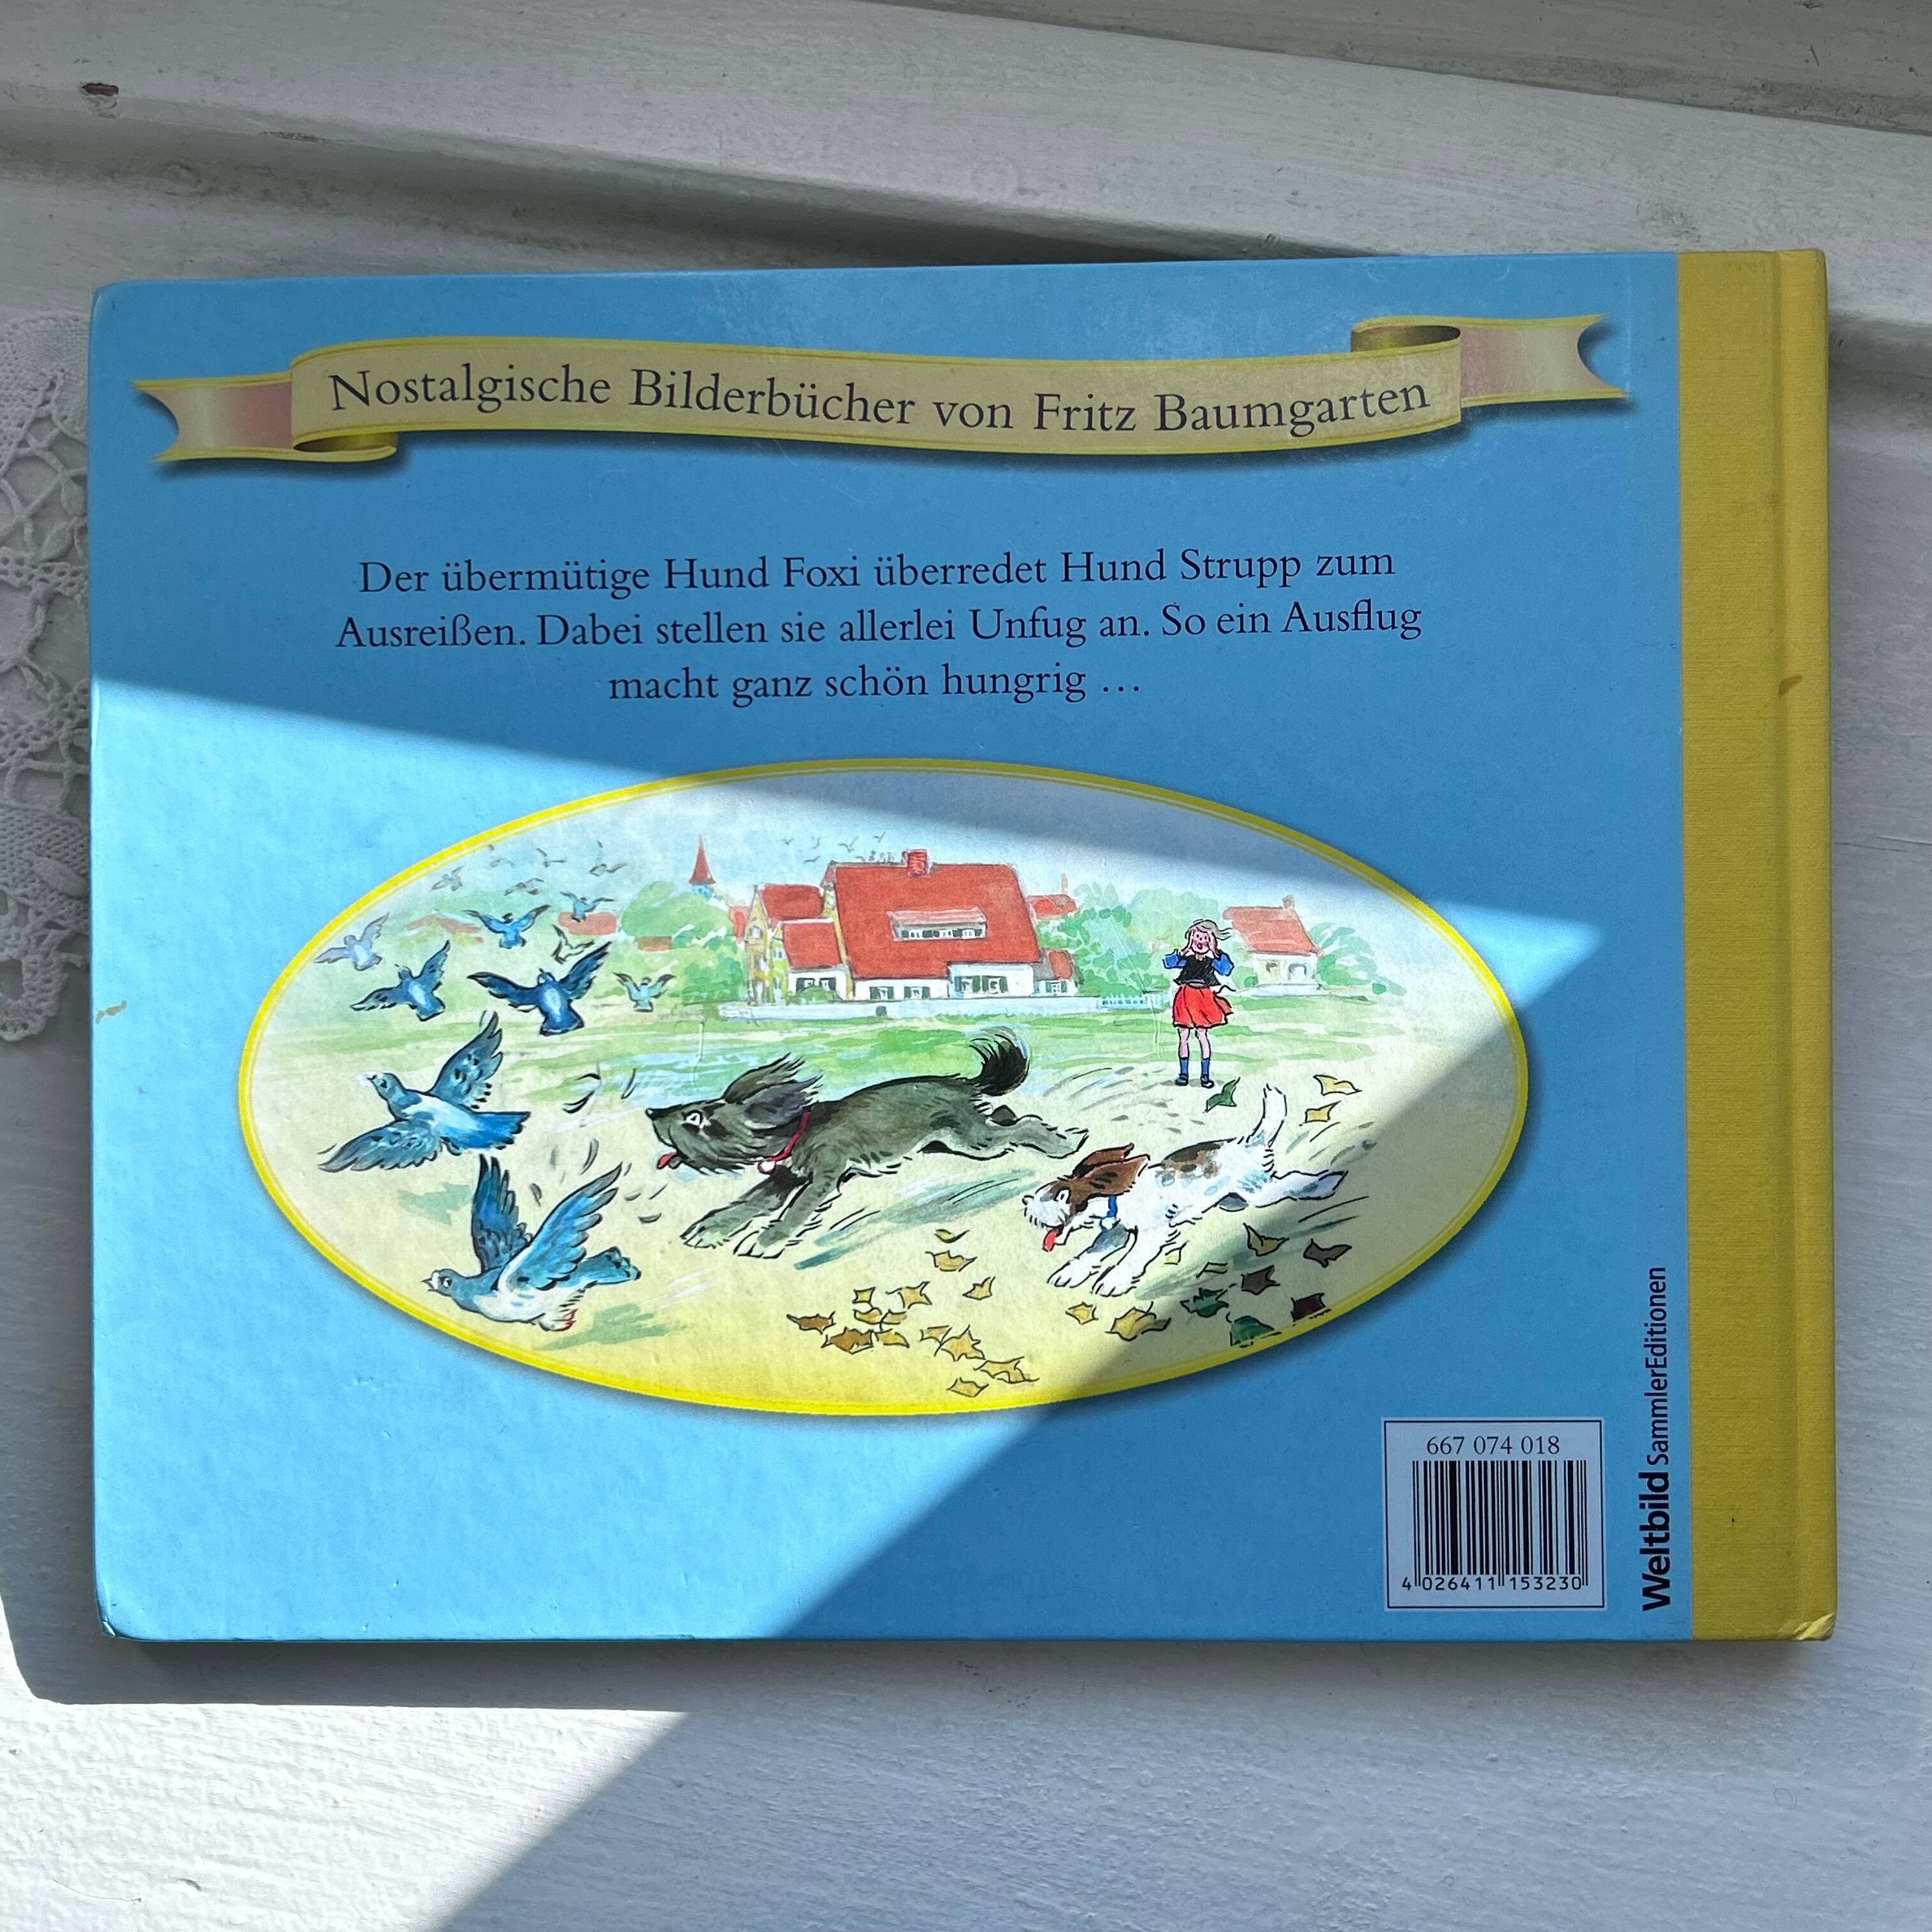 Nostalgische Bilderbücher von Fritz Baumgarten
Der übermütige Hund Foxi überredet Hund Strupp zum
Ausreißen. Dabei stellen sie allerlei Unfug an. So ein Ausflug
macht ganz schön hungrig ...
667 074 018
4 026411 153230
Weltbild SammlerEditionen